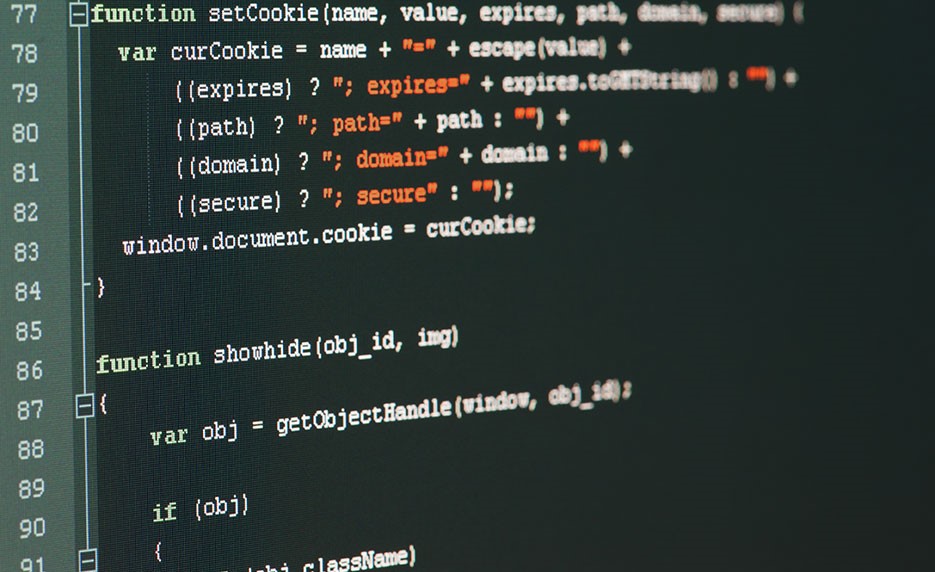 77 function setCookie(name, value, expires, path, domain, secure) {
78 var curCookie = name + "=" + escape(value) +
79 ((expires) ? "; expires=" + expires.toGMTString() : "") +
80 ((path) ? "; path=" + path : "") +
81 ((domain) ? "; domain=" + domain : "") +
82 ((secure) ? "; secure" : "");
83 window.document.cookie = curCookie;
84 }
85
86 function showhide(obj_id, img)
87 {
88 var obj = getObjectHandle(window, obj_id);
89
90 if (obj)
91 {
className)